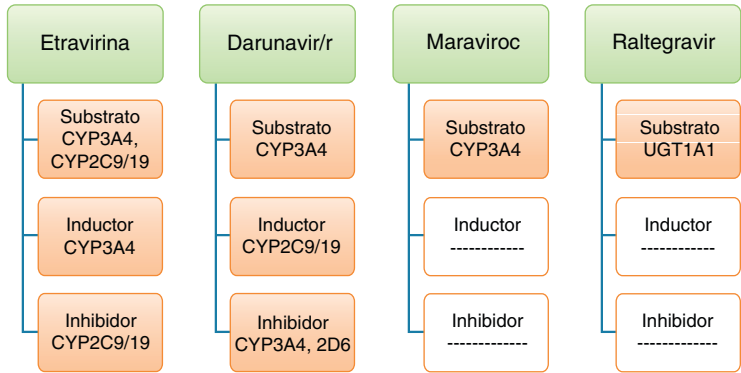 Etravirina
Substrato
CYP3A4,
CYP2C9/19
Inductor
CYP3A4
Inhibidor
CYP2C9/19
Darunavir/r
Substrato
CYP3A4
Inductor
CYP2C9/19
Inhibidor
CYP3A4, 2D6
Maraviroc
Substrato
CYP3A4
Inductor
------------
Inhibidor
-------------
Raltegravir
Substrato
UGT1A1
Inductor
------------
Inhibidor
-------------